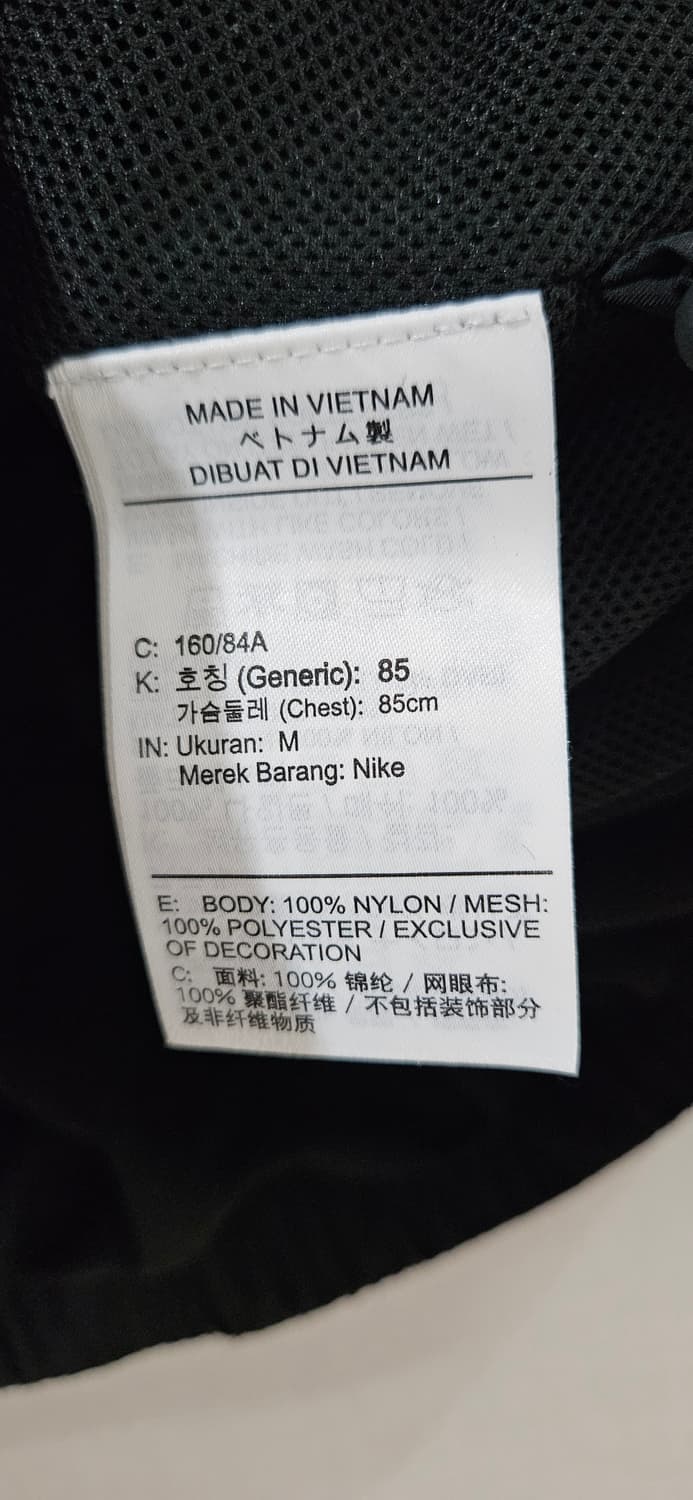 MADE IN VIETNAM
ベトナム製
DIBUAT DI VIETNAM
C: 160/84A
K: 호칭 (Generic): 85
가슴둘레 (Chest): 85cm
IN: Ukuran: M
Merek Barang: Nike
E: BODY: 100% NYLON / MESH:
100% POLYESTER / EXCLUSIVE
OF DECORATION
C: 面料: 100% 锦纶 / 网眼布:
100% 聚酯纤维 / 不包括装饰部分
及非纤维物质